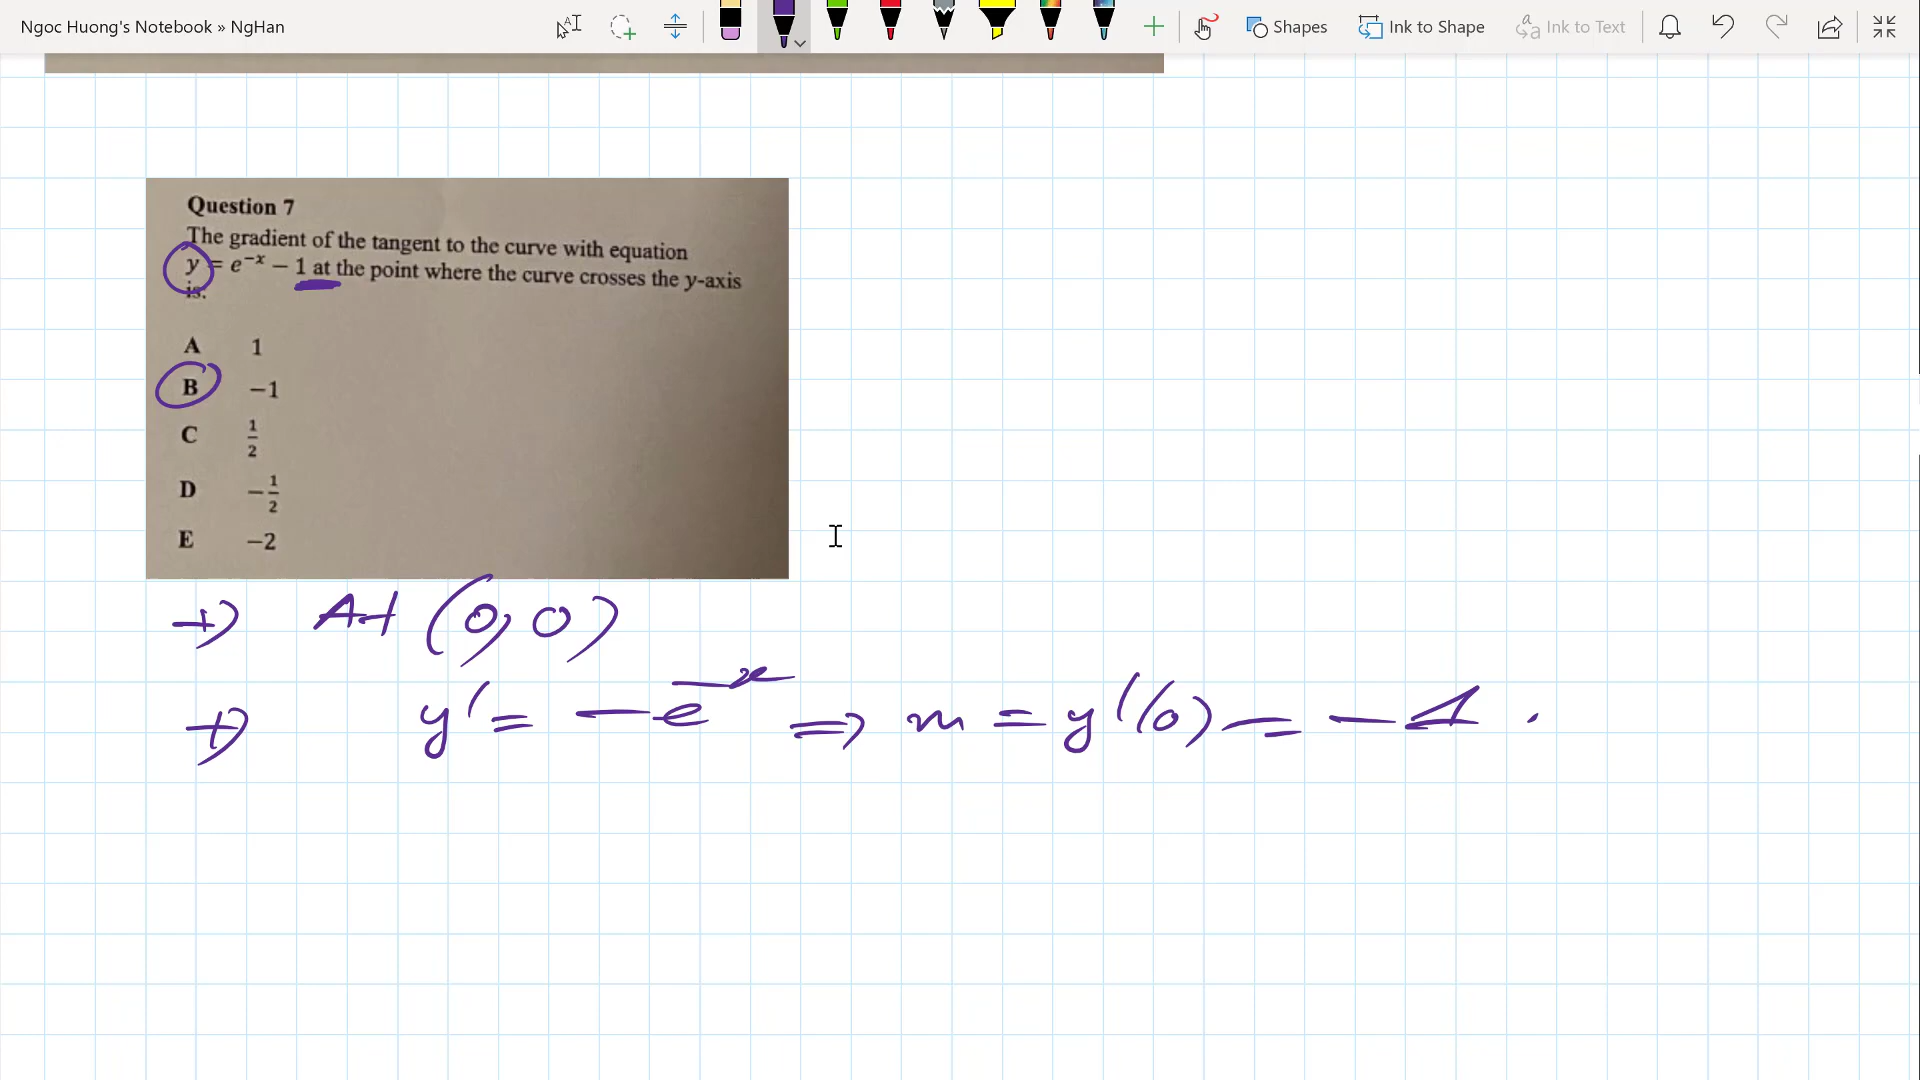 Ngoc Huong's Notebook » NgHan
Shapes
Ink to Shape
Ink to Text
Question 7
The gradient of the tangent to the curve with equation
y = e^{-x} − 1 at the point where the curve crosses the y-axis
is:
A 1
B −1
C 1/2
D −1/2
E −2
+) At (0,0)
+) y' = −e^{-x} ⇒ m = y'(0) = −1.